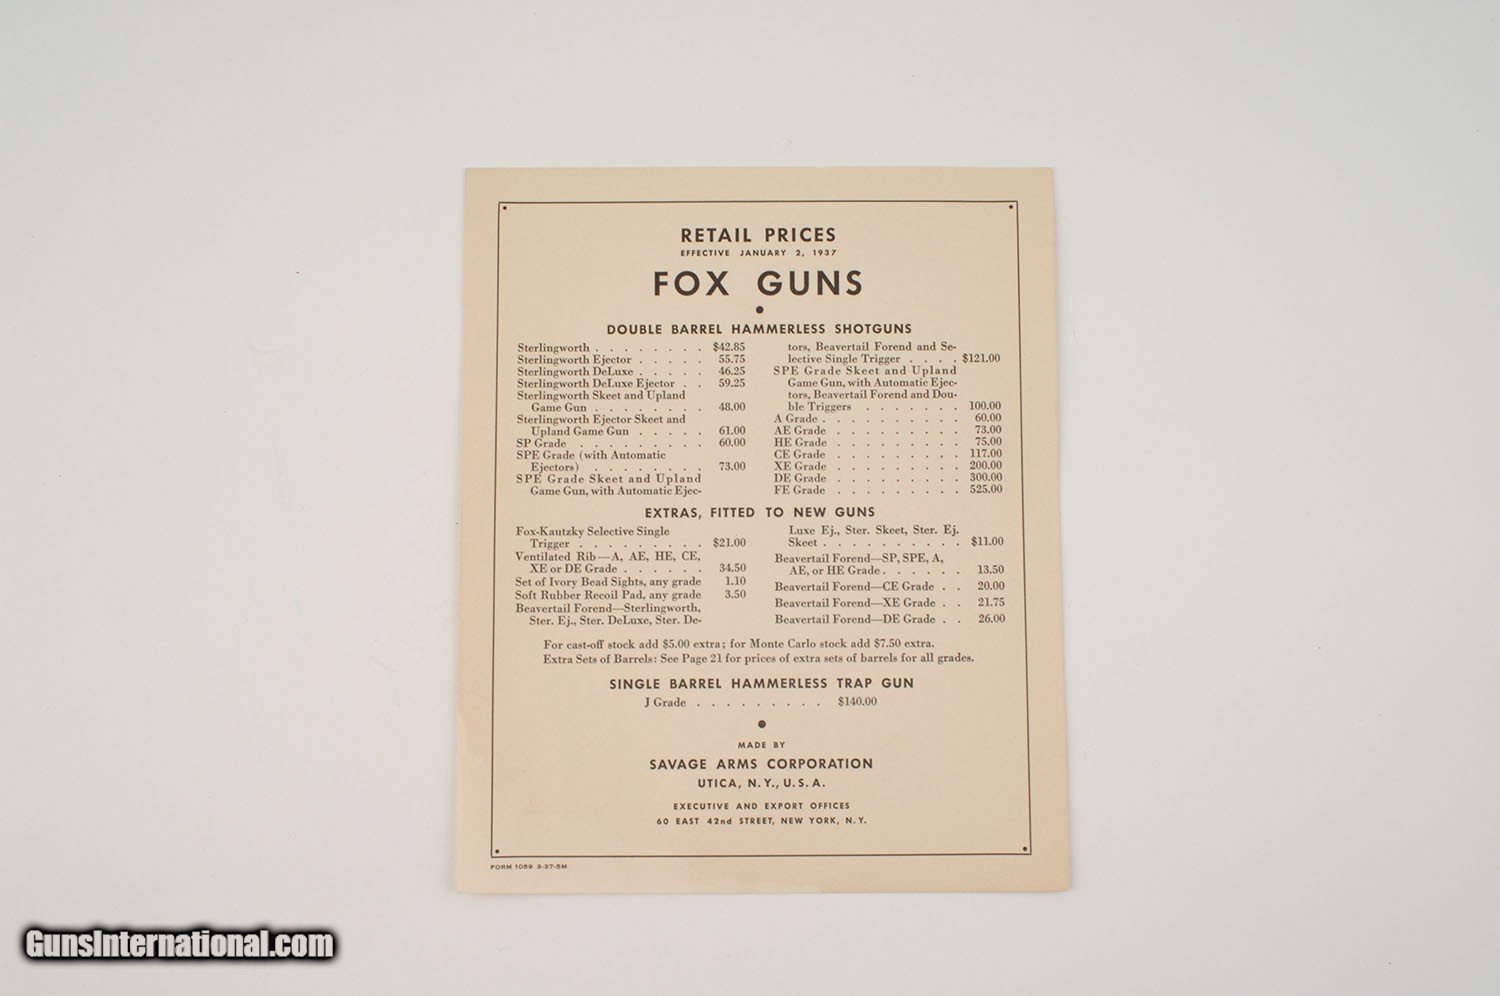 RETAIL PRICES
EFFECTIVE JANUARY 2, 1937
FOX GUNS
DOUBLE BARREL HAMMERLESS SHOTGUNS
Sterlingworth . . . . . . . . $42.85
Sterlingworth Ejector . . . . . 55.75
Sterlingworth DeLuxe . . . . . 46.25
Sterlingworth DeLuxe Ejector . . 59.25
Sterlingworth Skeet and Upland
Game Gun . . . . . . . . 48.00
Sterlingworth Ejector Skeet and
Upland Game Gun . . . . . 61.00
SP Grade . . . . . . . . . 60.00
SPE Grade (with Automatic
Ejectors) . . . . . . . . 73.00
SPE Grade Skeet and Upland
Game Gun, with Automatic Ejec-
tors, Beavertail Forend and Se-
lective Single Trigger . . . . $121.00
SPE Grade Skeet and Upland
Game Gun, with Automatic Ejec-
tors, Beavertail Forend and Dou-
ble Triggers . . . . . . . 100.00
A Grade . . . . . . . . . . 60.00
AE Grade . . . . . . . . . 73.00
HE Grade . . . . . . . . . 75.00
CE Grade . . . . . . . . . 117.00
XE Grade . . . . . . . . . 200.00
DE Grade . . . . . . . . . 300.00
FE Grade . . . . . . . . . 525.00
EXTRAS, FITTED TO NEW GUNS
Fox-Kautzky Selective Single
Trigger . . . . . . . . . $21.00
Ventilated Rib—A, AE, HE, CE,
XE or DE Grade . . . . . . 34.50
Set of Ivory Bead Sights, any grade 1.10
Soft Rubber Recoil Pad, any grade 3.50
Beavertail Forend—Sterlingworth,
Ster. Ej., Ster. DeLuxe, Ster. De-
Luxe Ej., Ster. Skeet, Ster. Ej.
Skeet . . . . . . . . . . $11.00
Beavertail Forend—SP, SPE, A,
AE, or HE Grade . . . . . . 13.50
Beavertail Forend—CE Grade . . 20.00
Beavertail Forend—XE Grade . . 21.75
Beavertail Forend—DE Grade . . 26.00
For cast-off stock add $5.00 extra; for Monte Carlo stock add $7.50 extra.
Extra Sets of Barrels: See Page 21 for prices of extra sets of barrels for all grades.
SINGLE BARREL HAMMERLESS TRAP GUN
J Grade . . . . . . . . . $140.00
MADE BY
SAVAGE ARMS CORPORATION
UTICA, N.Y., U.S.A.
EXECUTIVE AND EXPORT OFFICES
60 EAST 42nd STREET, NEW YORK, N.Y.
FORM 1059 3-37-5M
GunsInternational.com